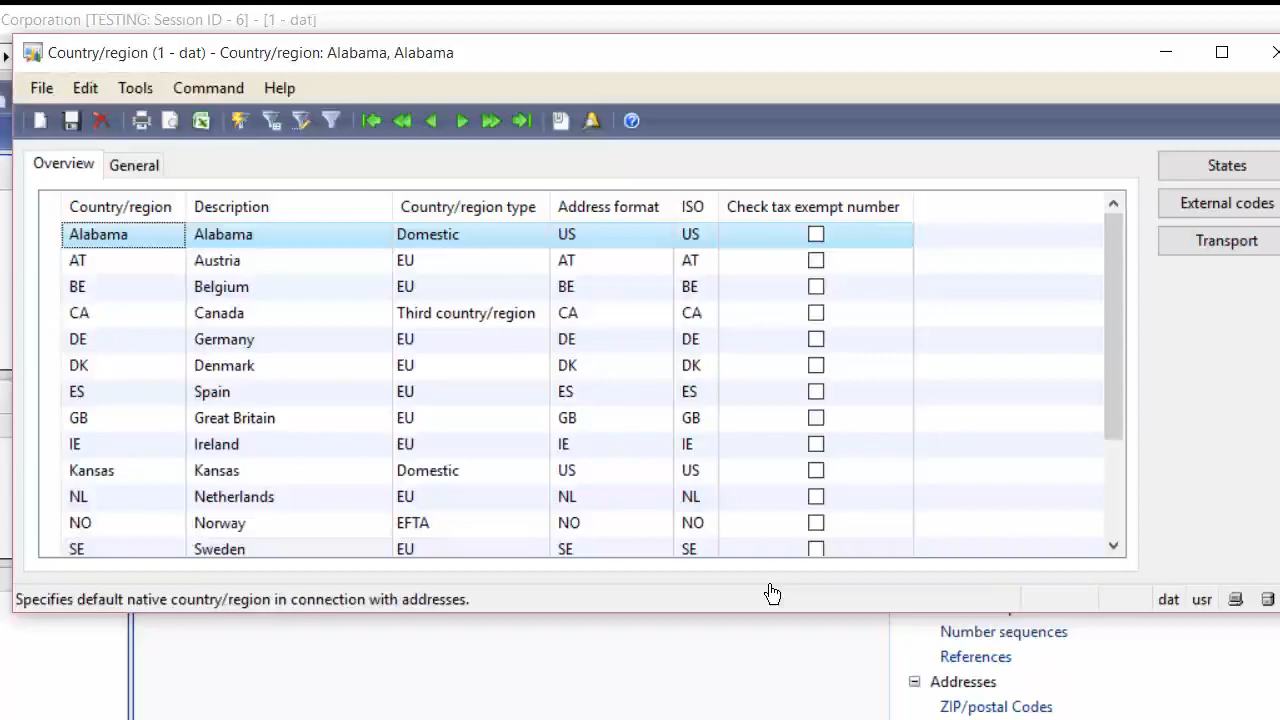 Corporation [TESTING: Session ID - 6] - [1 - dat]
Country/region (1 - dat) - Country/region: Alabama, Alabama
File Edit Tools Command Help
Overview General
States
External codes
Transport
Country/region Description Country/region type Address format ISO Check tax exempt number
Alabama Alabama Domestic US US
AT Austria EU AT AT
BE Belgium EU BE BE
CA Canada Third country/region CA CA
DE Germany EU DE DE
DK Denmark EU DK DK
ES Spain EU ES ES
GB Great Britain EU GB GB
IE Ireland EU IE IE
Kansas Kansas Domestic US US
NL Netherlands EU NL NL
NO Norway EFTA NO NO
SE Sweden EU SE SE
Specifies default native country/region in connection with addresses. dat usr
Number sequences
References
Addresses
ZIP/postal Codes